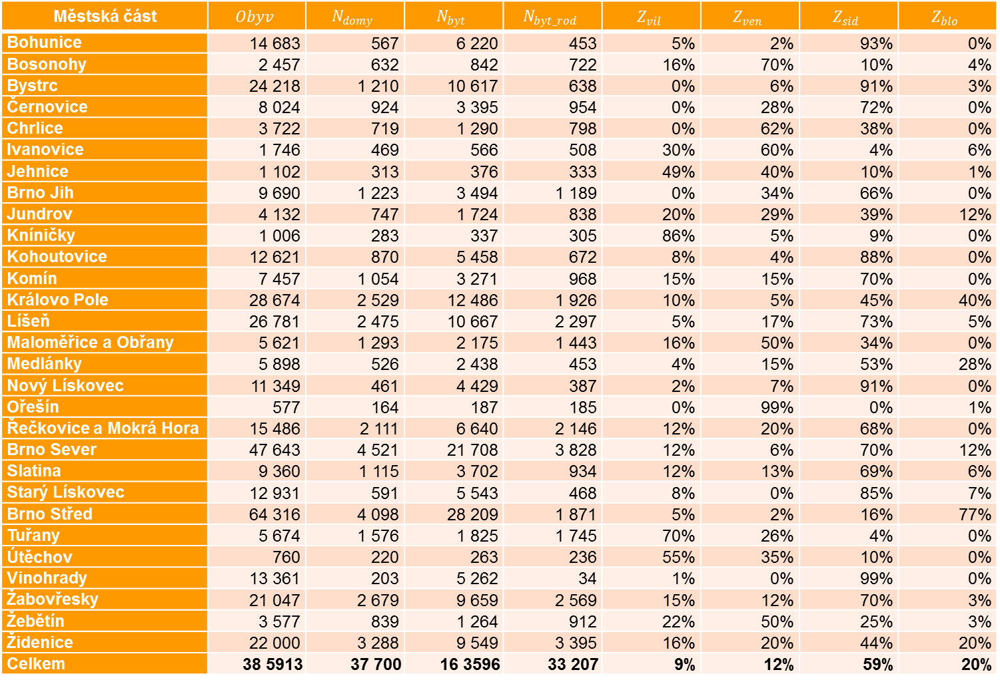 Městská část Obyv N_domy N_byt N_byt_rod Z_vil Z_ven Z_sid Z_blo
Bohunice 14 683 567 6 220 453 5% 2% 93% 0%
Bosonohy 2 457 632 842 722 16% 70% 10% 4%
Bystrc 24 218 1 210 10 617 638 0% 6% 91% 3%
Černovice 8 024 924 3 395 954 0% 28% 72% 0%
Chrlice 3 722 719 1 290 798 0% 62% 38% 0%
Ivanovice 1 746 469 566 508 30% 60% 4% 6%
Jehnice 1 102 313 376 333 49% 40% 10% 1%
Brno Jih 9 690 1 223 3 494 1 189 0% 34% 66% 0%
Jundrov 4 132 747 1 724 838 20% 29% 39% 12%
Kníničky 1 006 283 337 305 86% 5% 9% 0%
Kohoutovice 12 621 870 5 458 672 8% 4% 88% 0%
Komín 7 457 1 054 3 271 968 15% 15% 70% 0%
Královo Pole 28 674 2 529 12 486 1 926 10% 5% 45% 40%
Líšeň 26 781 2 475 10 667 2 297 5% 17% 73% 5%
Maloměřice a Obřany 5 621 1 293 2 175 1 443 16% 50% 34% 0%
Medlánky 5 898 526 2 438 453 4% 15% 53% 28%
Nový Lískovec 11 349 461 4 429 387 2% 7% 91% 0%
Ořešín 577 164 187 185 0% 99% 0% 1%
Řečkovice a Mokrá Hora 15 486 2 111 6 640 2 146 12% 20% 68% 0%
Brno Sever 47 643 4 521 21 708 3 828 12% 6% 70% 12%
Slatina 9 360 1 115 3 702 934 12% 13% 69% 6%
Starý Lískovec 12 931 591 5 543 468 8% 0% 85% 7%
Brno Střed 64 316 4 098 28 209 1 871 5% 2% 16% 77%
Tuřany 5 674 1 576 1 825 1 745 70% 26% 4% 0%
Útěchov 760 220 263 236 55% 35% 10% 0%
Vinohrady 13 361 203 5 262 34 1% 0% 99% 0%
Žabovřesky 21 047 2 679 9 659 2 569 15% 12% 70% 3%
Žebětín 3 577 839 1 264 912 22% 50% 25% 3%
Židenice 22 000 3 288 9 549 3 395 16% 20% 44% 20%
Celkem 38 5913 37 700 16 3596 33 207 9% 12% 59% 20%